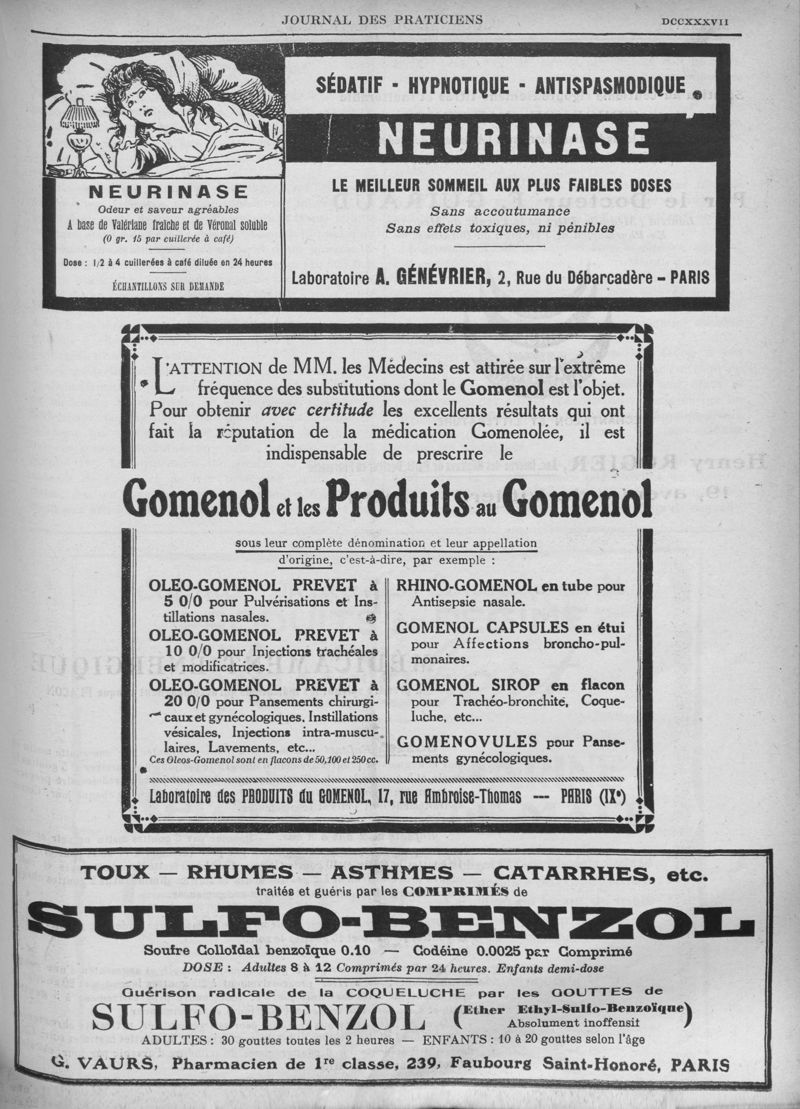 JOURNAL DES PRATICIENS
DCCXXXVII
NEURINASE
Odeur et saveur agréables
A base de Valériane fraîche et de Véronal soluble
(0 gr. 15 par cuillerée à café)
Dose : 1/2 à 4 cuillerées à café diluée en 24 heures
ÉCHANTILLONS SUR DEMANDE
SÉDATIF - HYPNOTIQUE - ANTISPASMODIQUE
NEURINASE
LE MEILLEUR SOMMEIL AUX PLUS FAIBLES DOSES
Sans accoutumance
Sans effets toxiques, ni pénibles
Laboratoire A. GÉNÉVRIER, 2, Rue du Débarcadère - PARIS
L'ATTENTION de MM. les Médecins est attirée sur l'extrême
fréquence des substitutions dont le Gomenol est l'objet.
Pour obtenir avec certitude les excellents résultats qui ont
fait la réputation de la médication Gomenolée, il est
indispensable de prescrire le
Gomenol et les Produits au Gomenol
sous leur complète dénomination et leur appellation
d'origine, c'est-à-dire, par exemple :
OLEO-GOMENOL PREVET à
5 0/0 pour Pulvérisations et Ins-
tillations nasales.
OLEO-GOMENOL PREVET à
10 0/0 pour Injections trachéales
et modificatrices.
OLEO-GOMENOL PREVET à
20 0/0 pour Pansements chirurgi-
caux et gynécologiques, Instillations
vésicales, Injections intra-muscu-
laires, Lavements, etc...
Ces Oleos-Gomenol sont en flacons de 50, 100 et 250 cc.
RHINO-GOMENOL en tube pour
Antisepsie nasale.
GOMENOL CAPSULES en étui
pour Affections broncho-pul-
monaires.
GOMENOL SIROP en flacon
pour Trachéo-bronchite, Coque-
luche, etc...
GOMENOVULES pour Panse-
ments gynécologiques.
Laboratoire des PRODUITS du GOMENOL, 17, rue Ambroise-Thomas — PARIS (IXe)
TOUX — RHUMES — ASTHMES — CATARRHES, etc.
traités et guéris par les COMPRIMÉS de
SULFO-BENZOL
Soufre Colloïdal benzoïque 0.10 — Codéine 0.0025 par Comprimé
DOSE : Adultes 8 à 12 Comprimés par 24 heures. Enfants demi-dose
Guérison radicale de la COQUELUCHE par les GOUTTES de
SULFO-BENZOL (Ether Ethyl-Sulfo-Benzoïque)
Absolument inoffensit
ADULTES : 30 gouttes toutes les 2 heures — ENFANTS : 10 à 20 gouttes selon l'âge
G. VAURS, Pharmacien de 1re classe, 239, Faubourg Saint-Honoré, PARIS